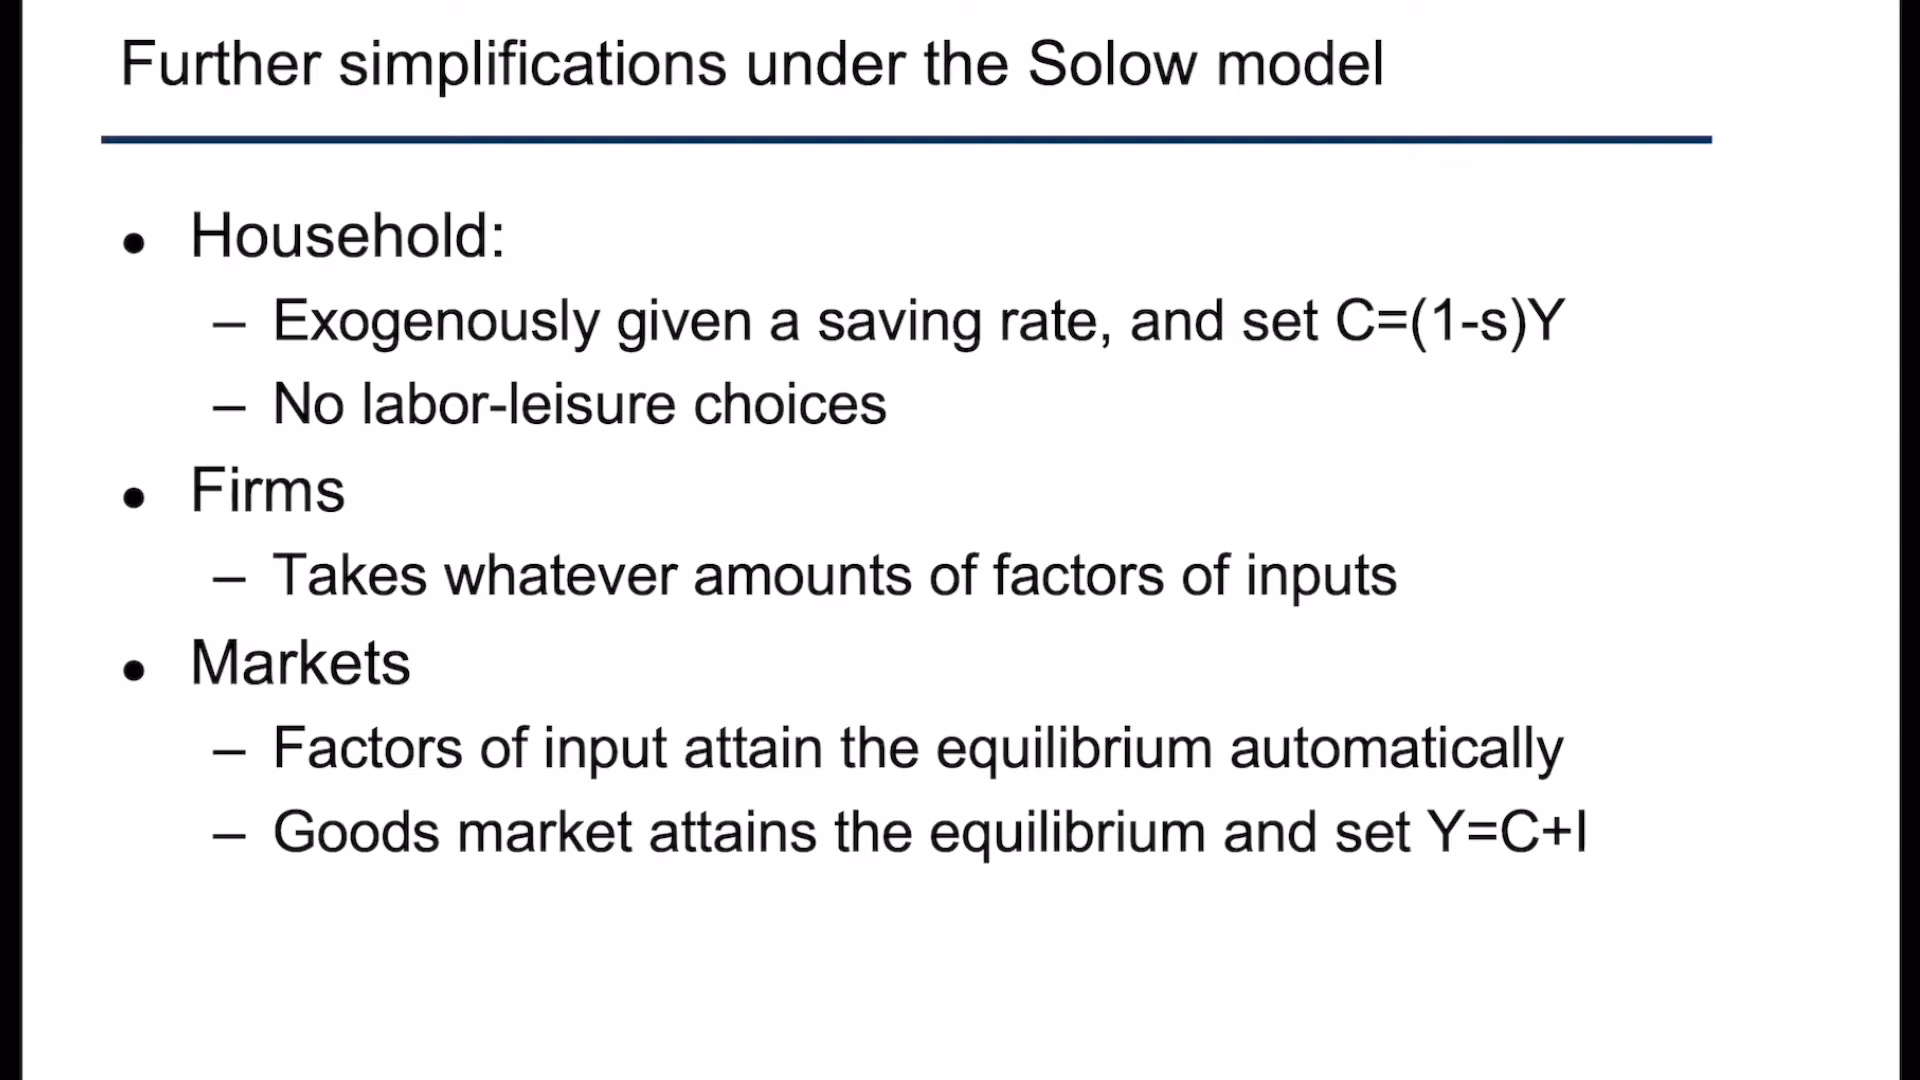 Further simplifications under the Solow model
● Household:
– Exogenously given a saving rate, and set C=(1-s)Y
– No labor-leisure choices
● Firms
– Takes whatever amounts of factors of inputs
● Markets
– Factors of input attain the equilibrium automatically
– Goods market attains the equilibrium and set Y=C+I